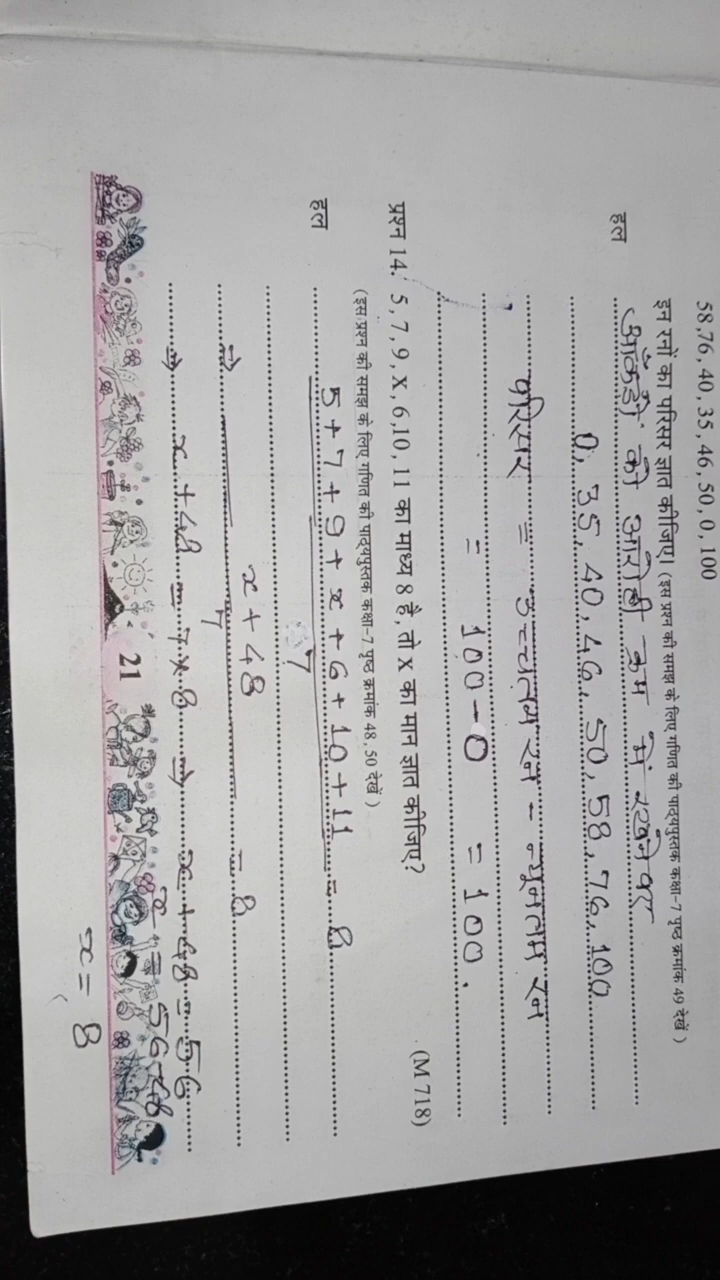 58,76, 40, 35, 46, 50, 0, 100
इन रनों का परिसर ज्ञात कीजिए। (इस प्रश्न की समझ के लिए गणित की पाठ्यपुस्तक कक्षा-7 पृष्ठ क्रमांक 49 देखें )
हल आँकड़ों को आरोही क्रम में रखने पर
0, 35, 40, 46, 50, 58, 76, 100
परिसर = उच्चतम रन - न्यूनतम रन
= 100 - 0 = 100.
प्रश्न 14. 5, 7, 9, X, 6,10, 11 का माध्य 8 है, तो X का मान ज्ञात कीजिए? (M 718)
(इस प्रश्न की समझ के लिए गणित की पाठ्यपुस्तक कक्षा-7 पृष्ठ क्रमांक 48, 50 देखें )
हल 5 + 7 + 9 + x + 6 + 10 + 11 = 8
7
⇒ x + 48 = 8
7
⇒ x + 48 = 7 × 8 ⇒ x + 48 = 56
x = 56 - 48
21
x = 8